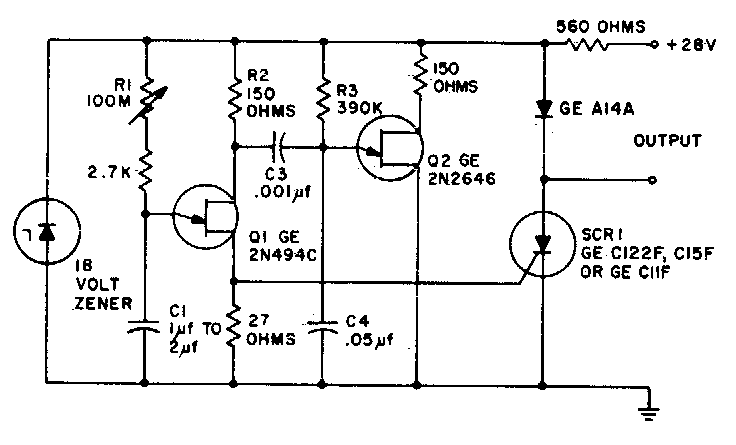 560 OHMS
+28V
R1
100M
R2
150
OHMS
R3
390K
150
OHMS
GE A14A
OUTPUT
2.7K
C3
.001μf
Q2 GE
2N2646
Q1 GE
2N494C
SCR1
GE C122F, C15F
OR GE C11F
18
VOLT
ZENER
C1
1μf TO
2μf
27
OHMS
C4
.05μf